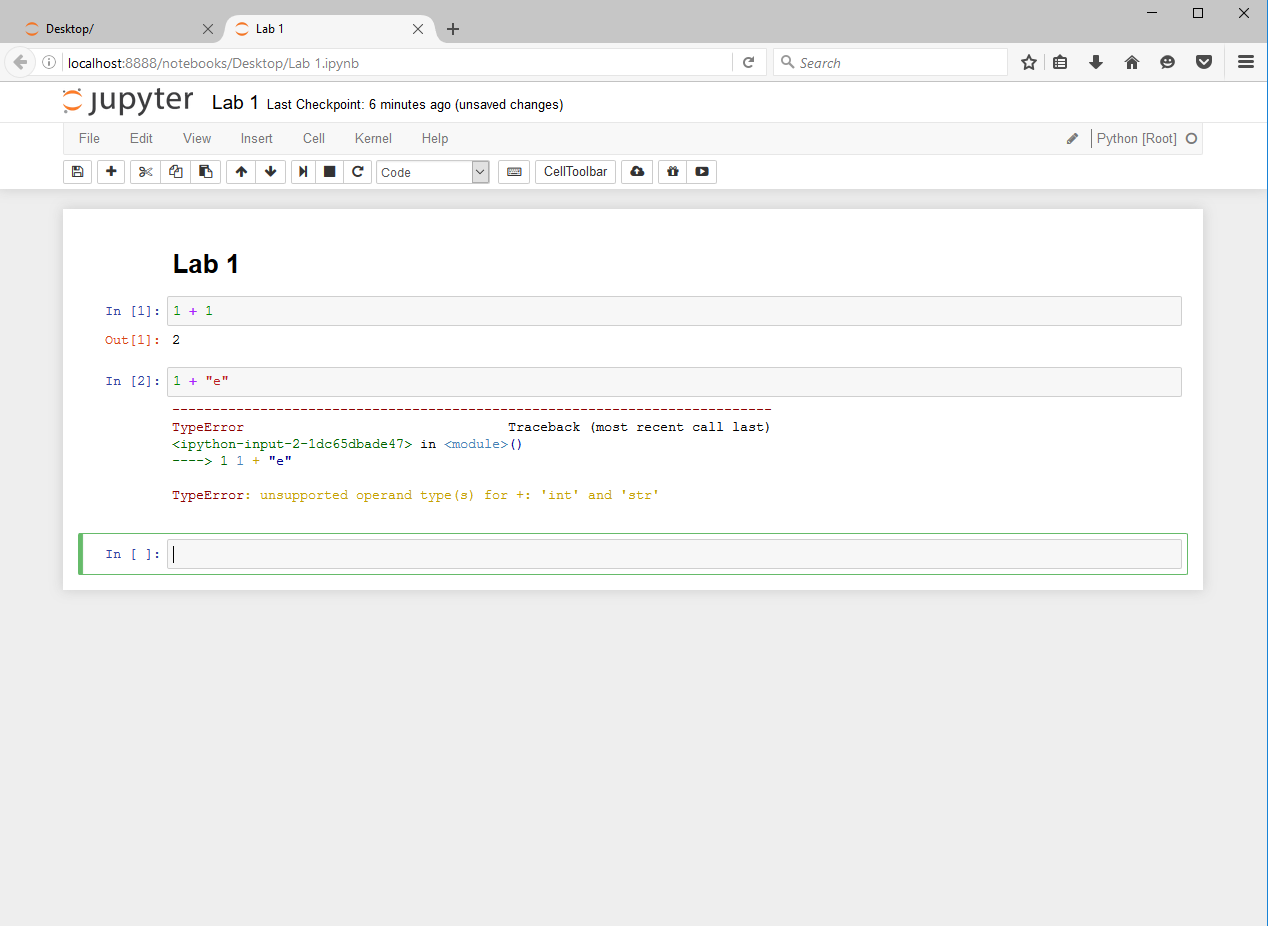 Desktop/
Lab 1
localhost:8888/notebooks/Desktop/Lab 1.ipynb
Search
jupyter Lab 1 Last Checkpoint: 6 minutes ago (unsaved changes)
File Edit View Insert Cell Kernel Help Python [Root]
Code CellToolbar
Lab 1
In [1]: 1 + 1
Out[1]: 2
In [2]: 1 + "e"
---------------------------------------------------------------------------
TypeError                                 Traceback (most recent call last)
<ipython-input-2-1dc65dbade47> in <module>()
----> 1 1 + "e"
TypeError: unsupported operand type(s) for +: 'int' and 'str'
In [ ]: